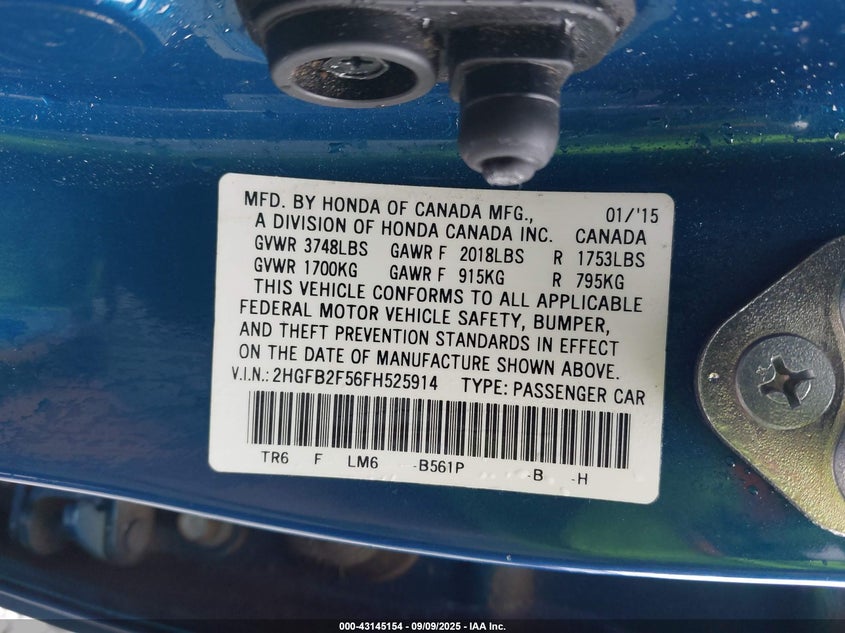 MFD. BY HONDA OF CANADA MFG., 01/'15
A DIVISION OF HONDA CANADA INC. CANADA
GVWR 3748LBS GAWR F 2018LBS R 1753LBS
GVWR 1700KG GAWR F 915KG R 795KG
THIS VEHICLE CONFORMS TO ALL APPLICABLE
FEDERAL MOTOR VEHICLE SAFETY, BUMPER,
AND THEFT PREVENTION STANDARDS IN EFFECT
ON THE DATE OF MANUFACTURE SHOWN ABOVE.
V.I.N.: 2HGFB2F56FH525914 TYPE: PASSENGER CAR
TR6 F LM6 -B561P -B -H
000-43145154 - 09/09/2025 - IAA Inc.